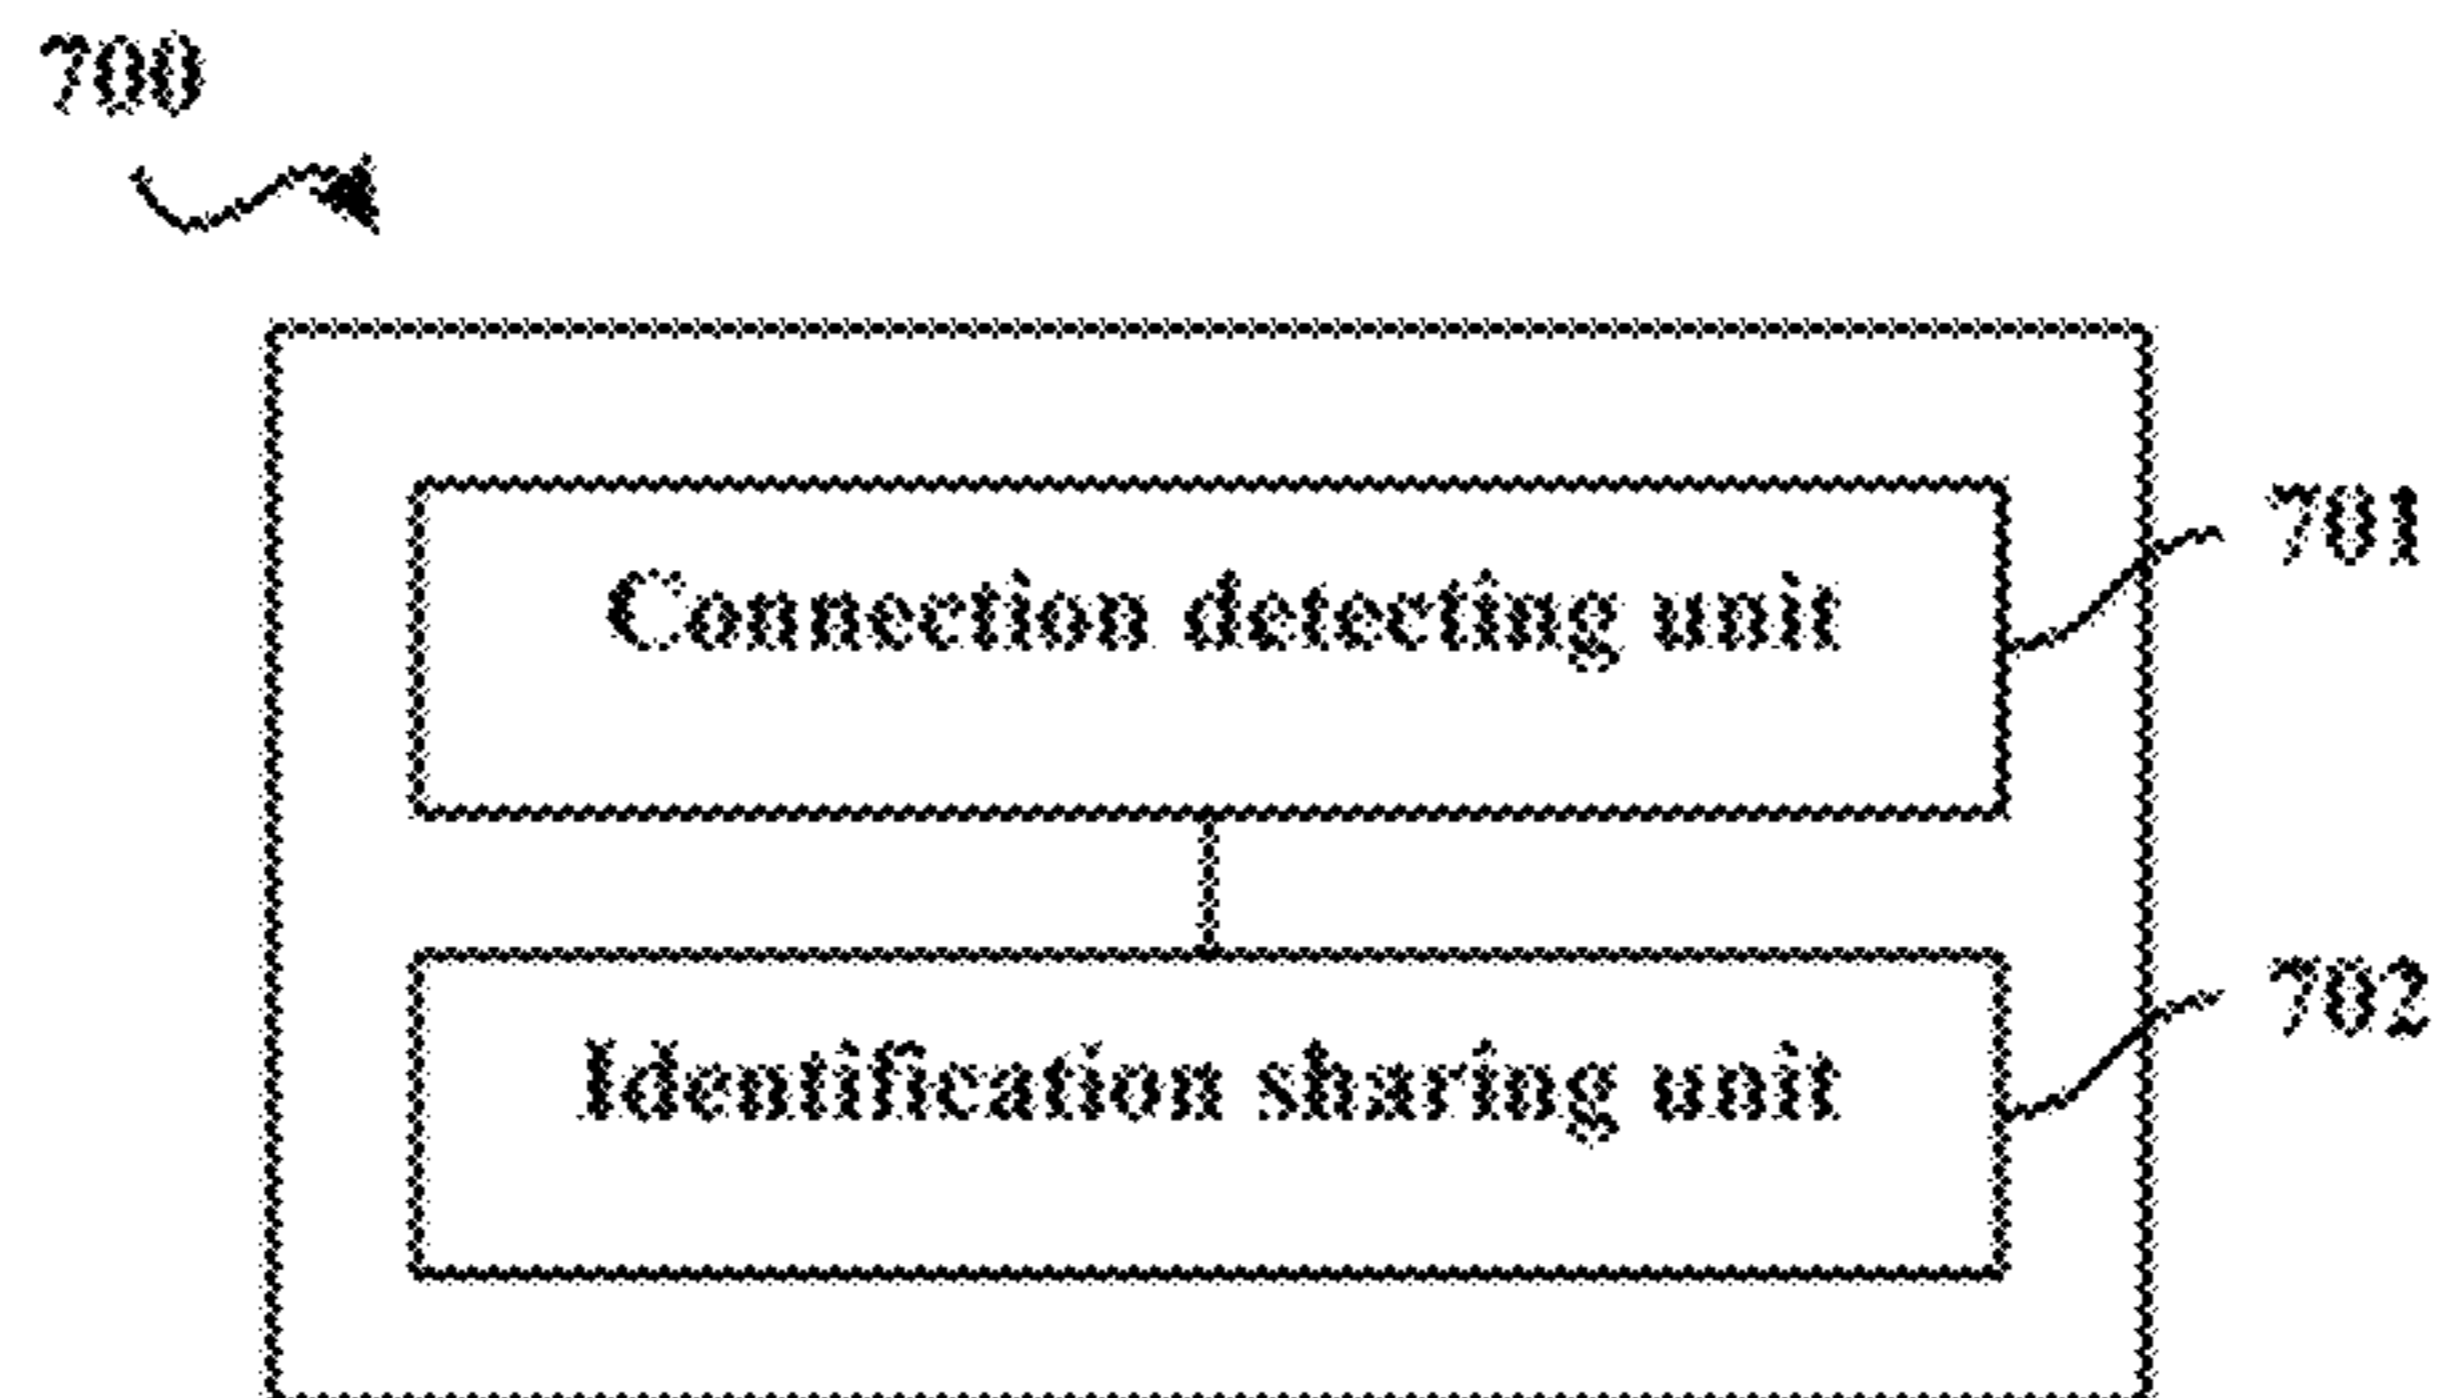 700
701
Connection detecting unit
702
Identification sharing unit